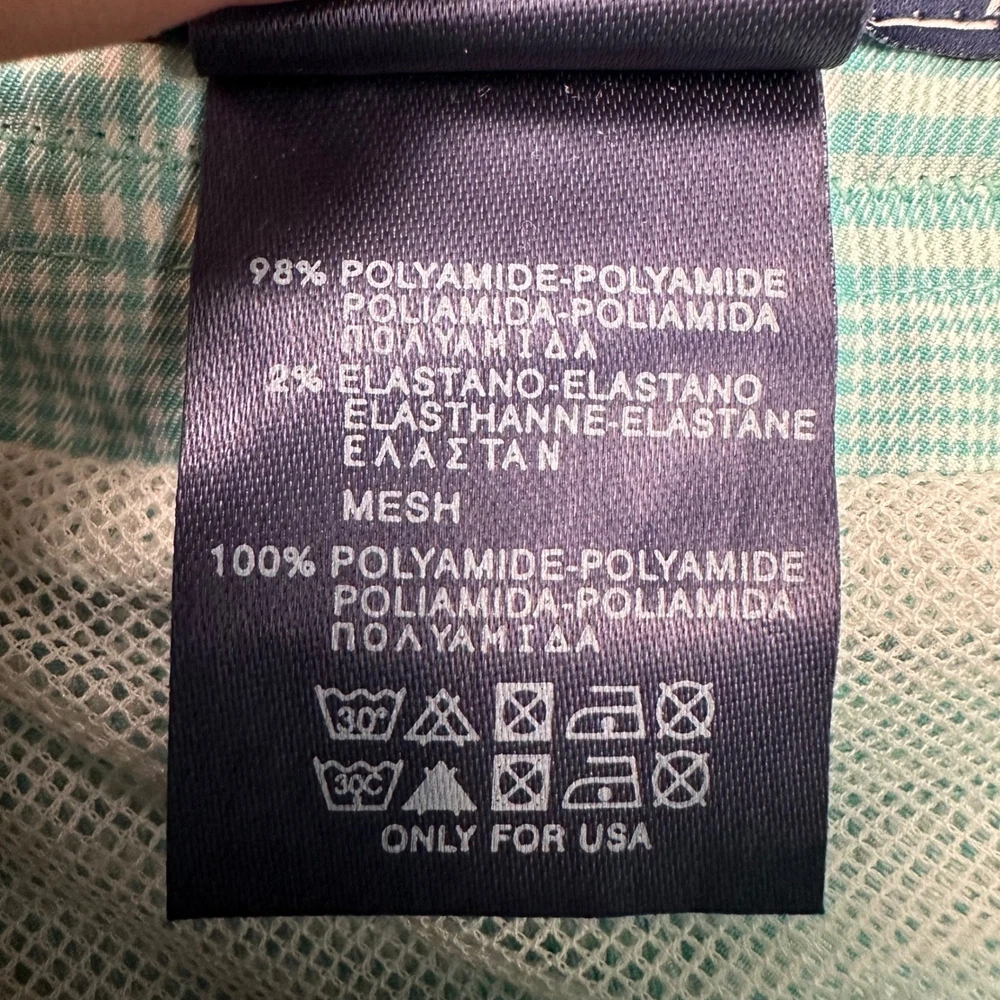 98% POLYAMIDE-POLYAMIDE
POLIAMIDA-POLIAMIDA
ΠΟΛΥΑΜΙΔΑ
2% ELASTANO-ELASTANO
ELASTHANNE-ELASTANE
ΕΛΑΣΤΑΝ
MESH
100% POLYAMIDE-POLYAMIDE
POLIAMIDA-POLIAMIDA
ΠΟΛΥΑΜΙΔΑ
30°
30C
ONLY FOR USA